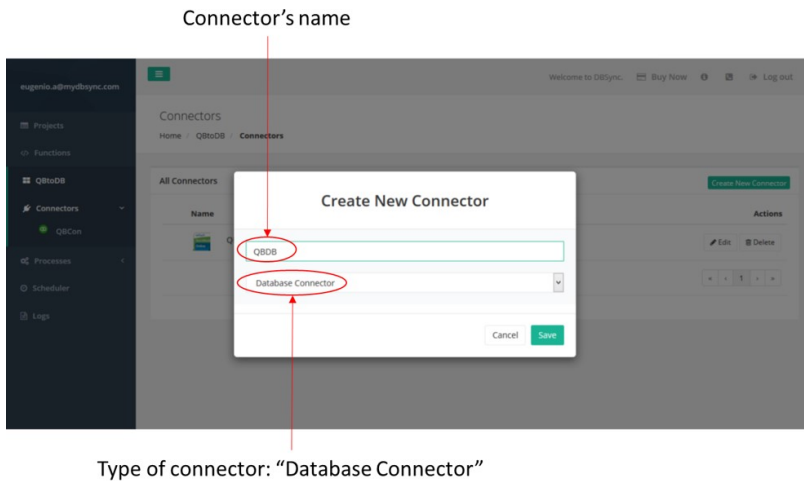 Connector's name
eugenio.a@mydbsync.com
Welcome to DBSync. Buy Now Log out
Projects
Functions
QBtoDB
Connectors
QBCon
Processes
Scheduler
Logs
Connectors
Home / QBtoDB / Connectors
All Connectors
Create New Connector
Name
Actions
Q
Edit Delete
« ‹ 1 › »
Create New Connector
QBDB
Database Connector
Cancel Save
Type of connector: “Database Connector”